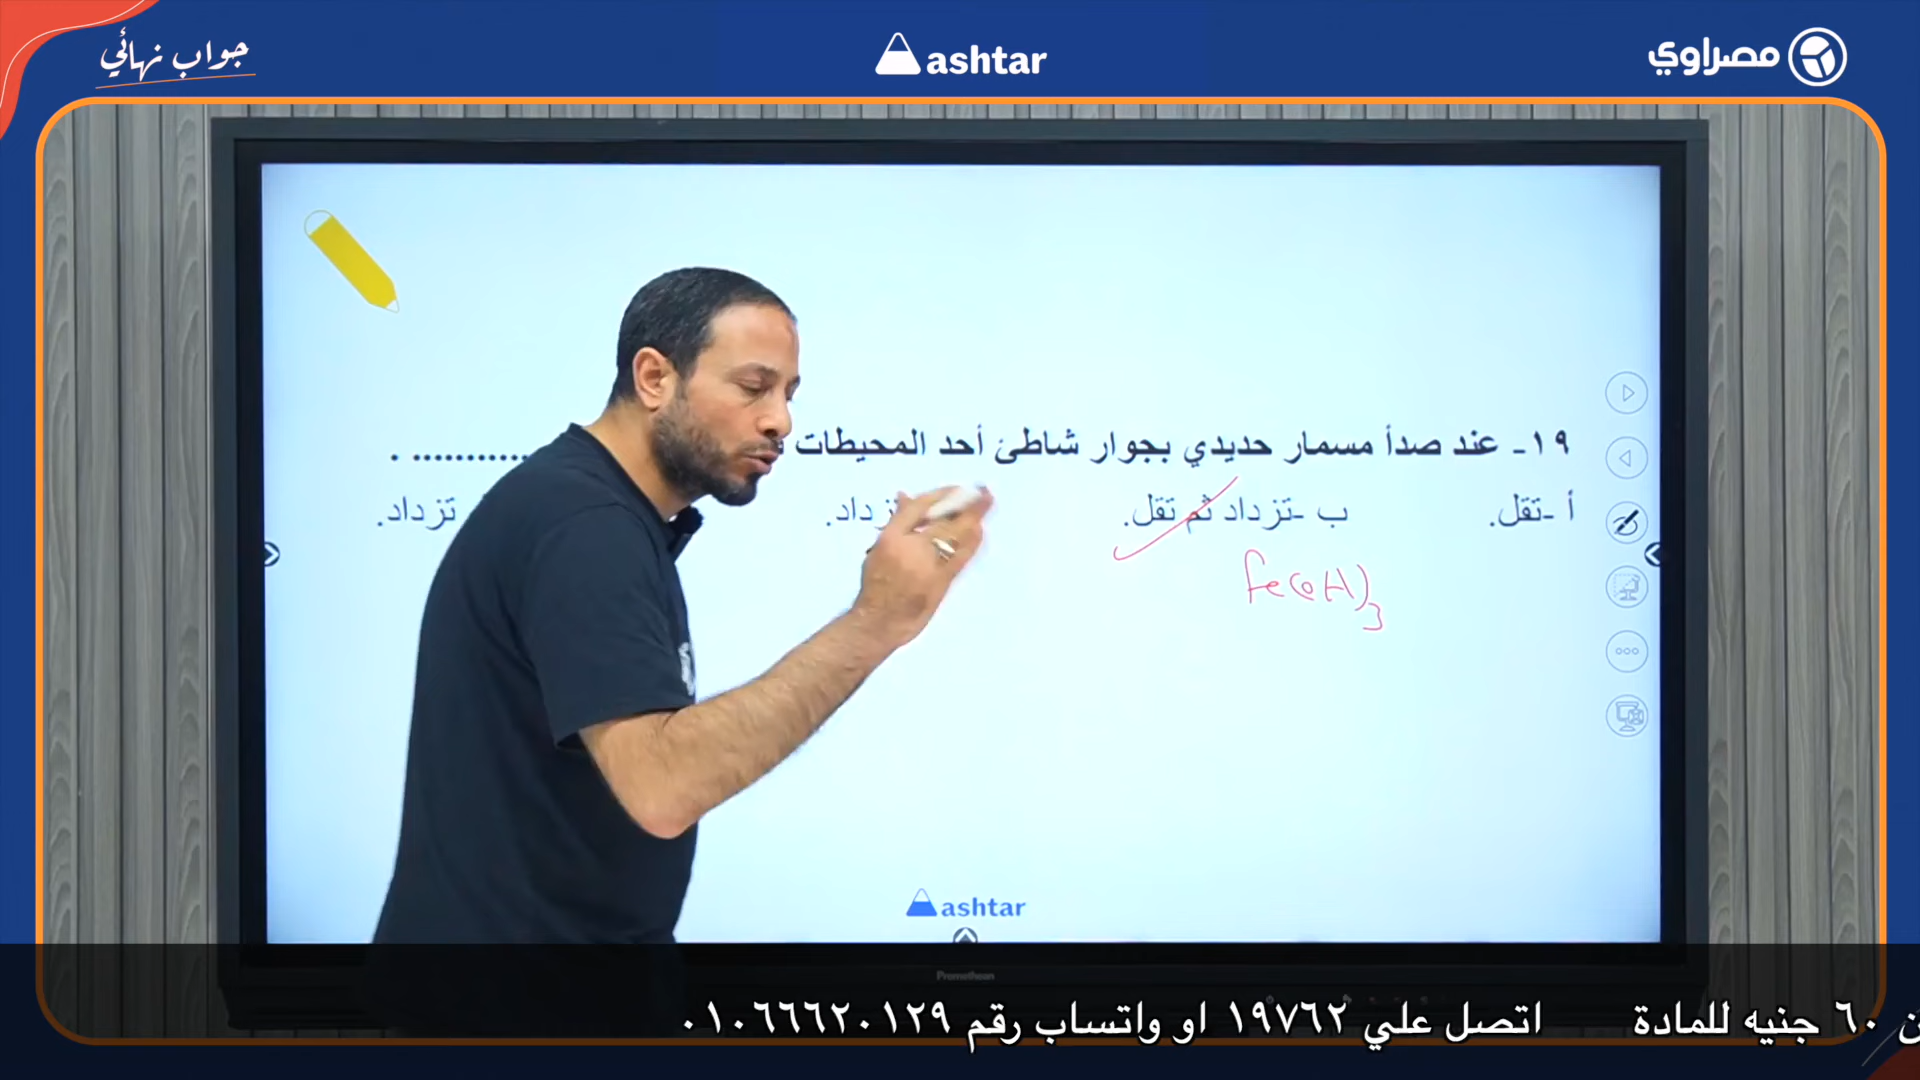 جواب نهائي
ashtar
مصراوي
١٩- عند صدأ مسمار حديدي بجوار شاطئ أحد المحيطات ............ .
أ -تقل.
ب -تزداد ثم تقل.
تزداد.
تزداد.
Fe(OH)3
ashtar
Promethean
٦٠ جنيه للمادة اتصل علي ١٩٧٦٢ او واتساب رقم ٠١٠٦٦٦٢٠١٢٩